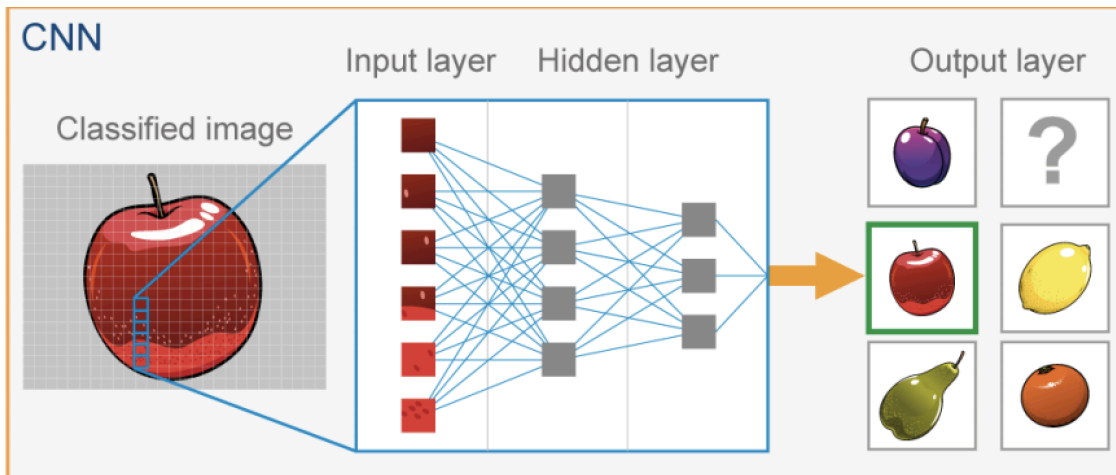 CNN
Input layer
Hidden layer
Output layer
Classified image
?